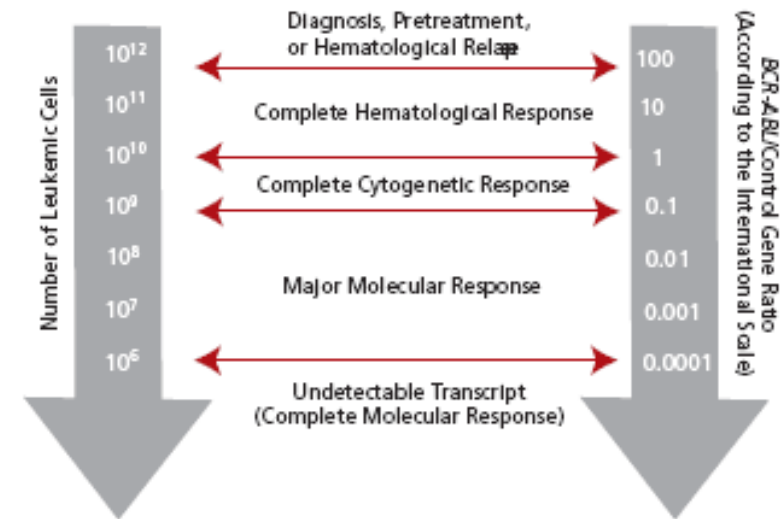 Diagnosis, Pretreatment,
or Hematological
Complete Hematological Response
Complete Cytogenetic Response
Major Molecular Response
Undetectable Transcript
(Complete Molecular Response)
Number of Leukemic Cells
10¹²
10¹¹
10¹⁰
10⁹
10⁸
10⁷
10⁶
100
10
1
0.1
0.01
0.001
0.0001
BCR-ABL/Control Gene Ratio
(According to the International Scale)